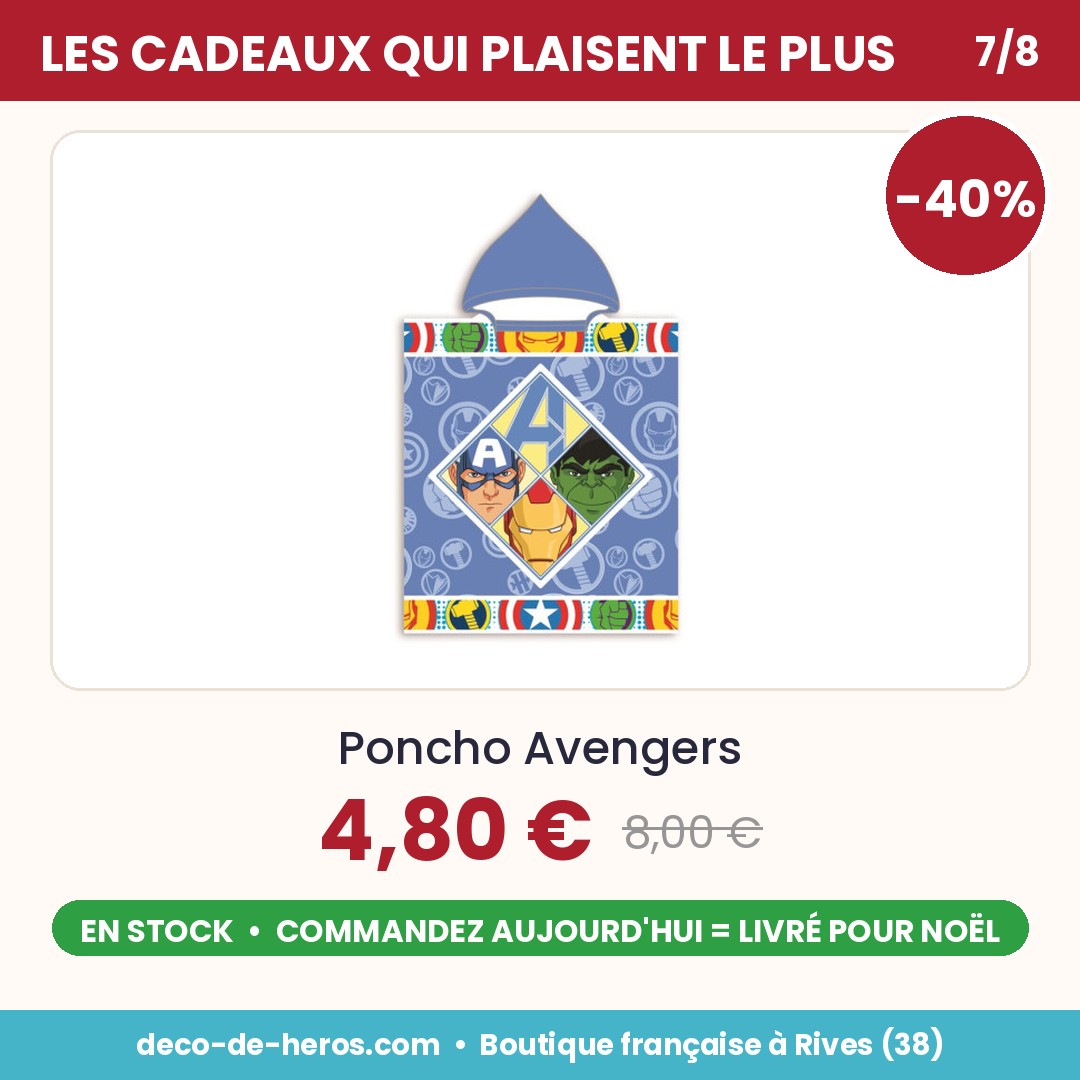 LES CADEAUX QUI PLAISENT LE PLUS 7/8
-40%
A
A
Poncho Avengers
4,80 € 8,00 €
EN STOCK • COMMANDEZ AUJOURD'HUI = LIVRÉ POUR NOËL
deco-de-heros.com • Boutique française à Rives (38)